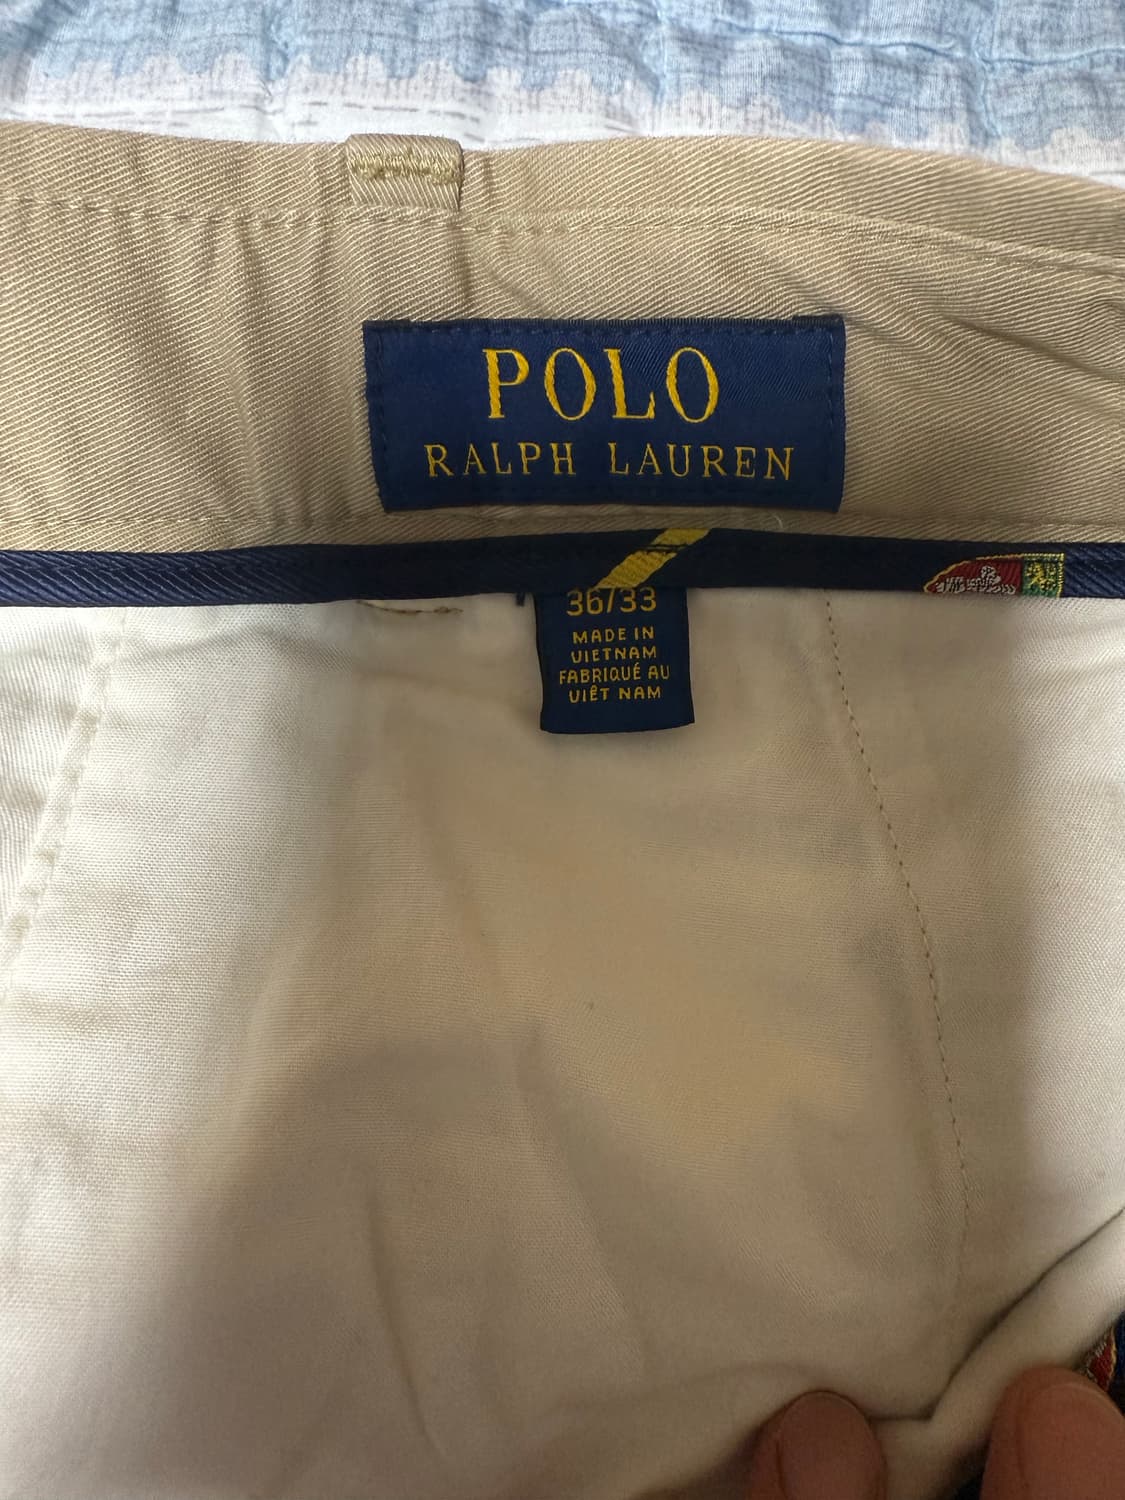 POLO
RALPH LAUREN
36/33
MADE IN
VIETNAM
FABRIQUÉ AU
VIÊT NAM